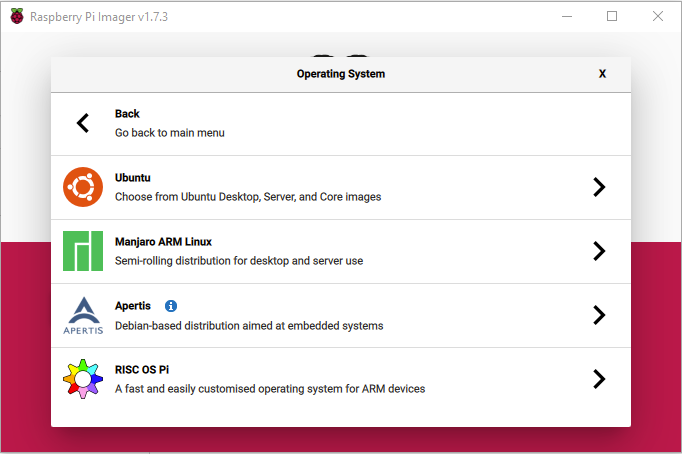 Raspberry Pi Imager v1.7.3
Operating System
X
Back
Go back to main menu
Ubuntu
Choose from Ubuntu Desktop, Server, and Core images
Manjaro ARM Linux
Semi-rolling distribution for desktop and server use
Apertis
APERTIS
Debian-based distribution aimed at embedded systems
RISC OS Pi
A fast and easily customised operating system for ARM devices